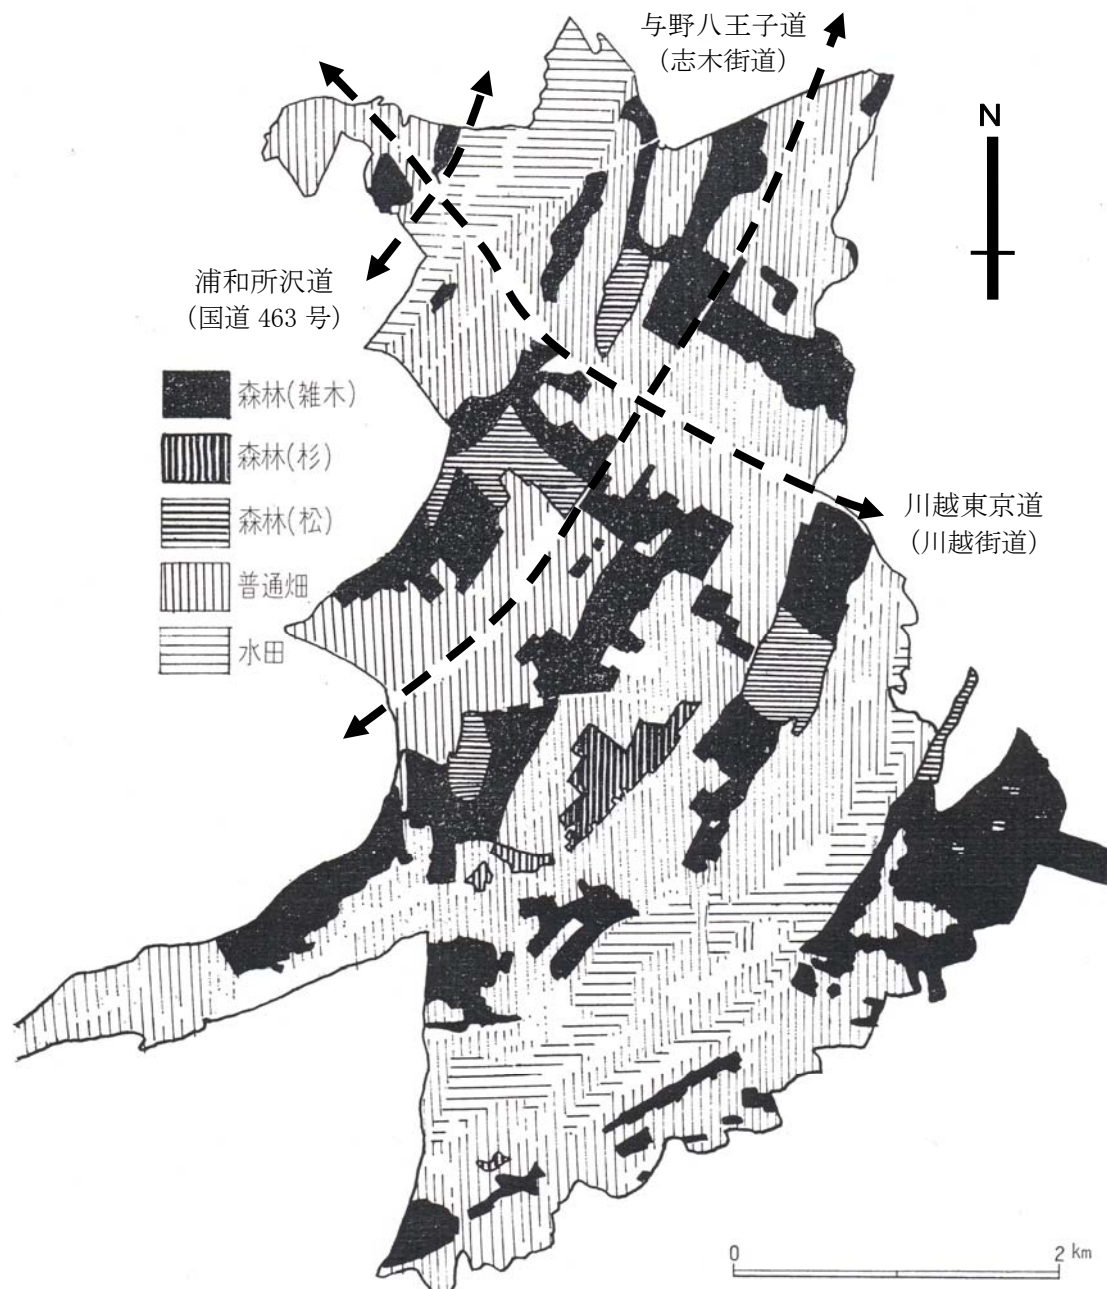 与野八王子道
(志木街道)
N
浦和所沢道
(国道 463 号)
森林(雑木)
森林(杉)
森林(松)
普通畑
水田
川越東京道
(川越街道)
0 2 km